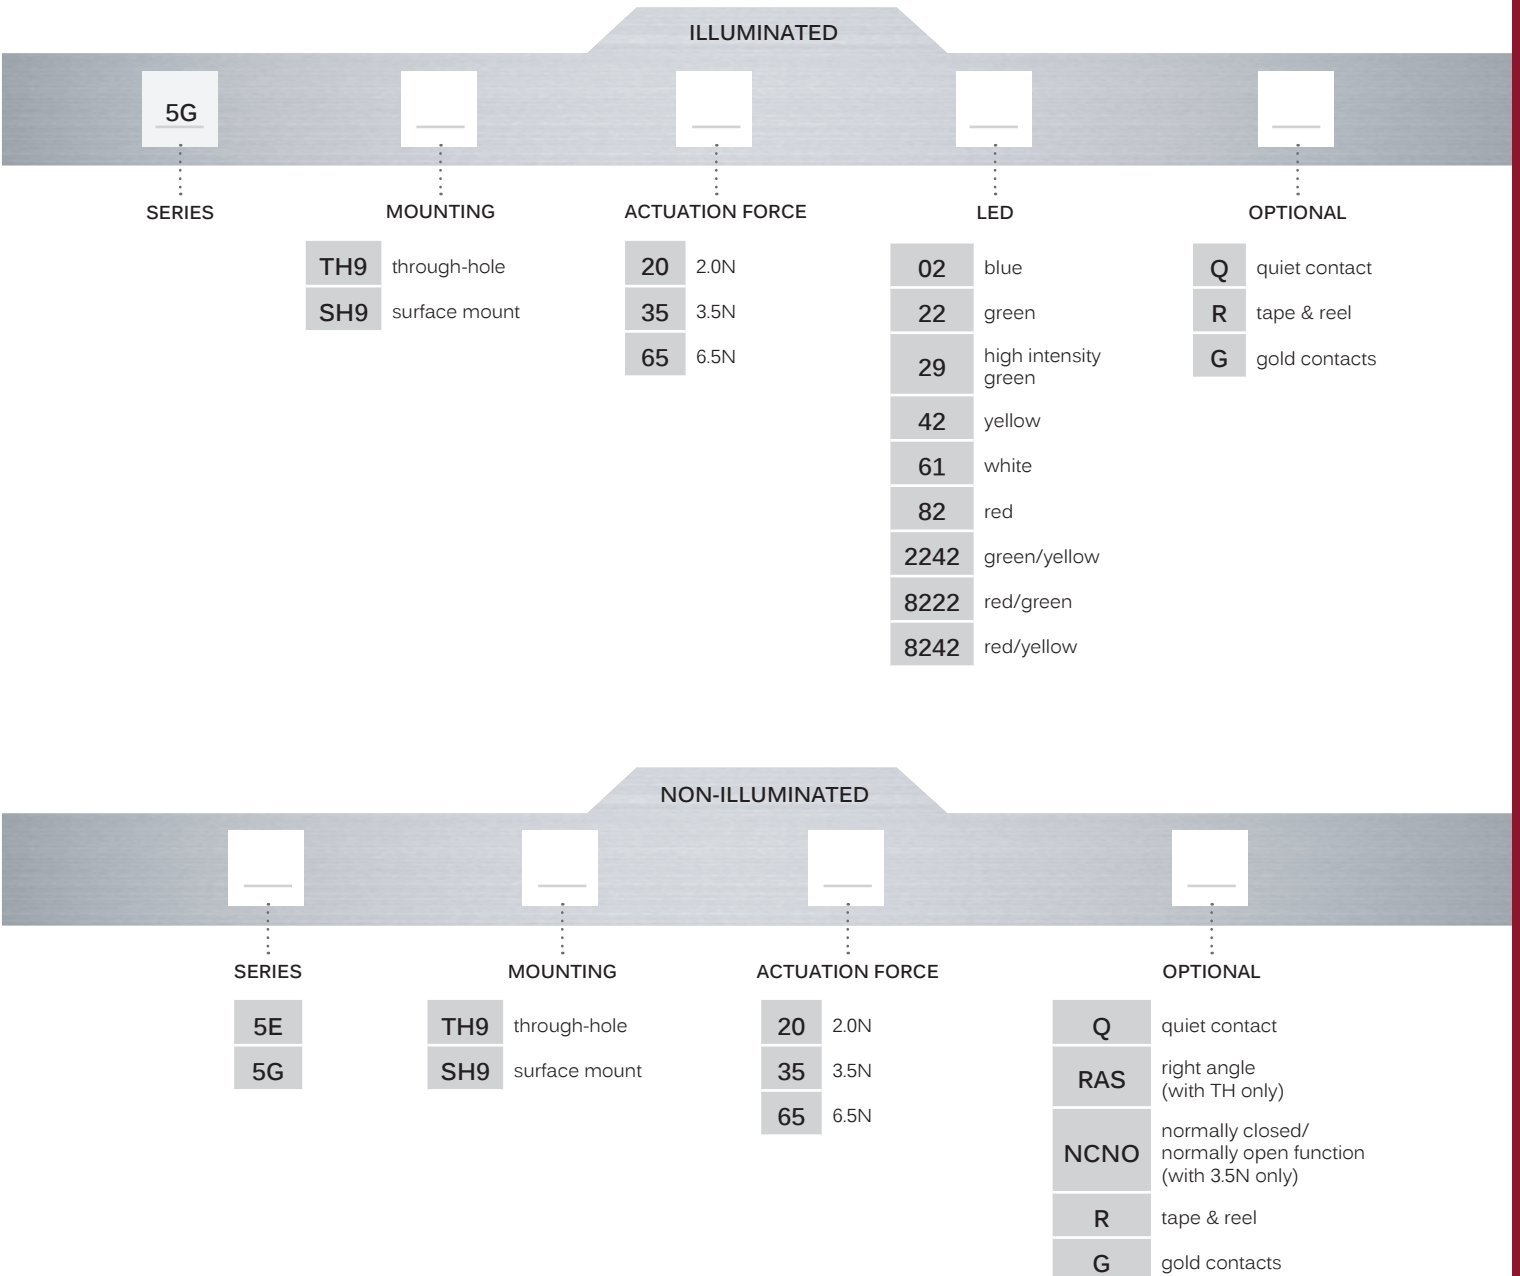 ILLUMINATED
5G
SERIES
MOUNTING
TH9 through-hole
SH9 surface mount
ACTUATION FORCE
20 2.0N
35 3.5N
65 6.5N
LED
02 blue
22 green
29 high intensity
green
42 yellow
61 white
82 red
2242 green/yellow
8222 red/green
8242 red/yellow
OPTIONAL
Q quiet contact
R tape & reel
G gold contacts
NON-ILLUMINATED
SERIES
5E
5G
MOUNTING
TH9 through-hole
SH9 surface mount
ACTUATION FORCE
20 2.0N
35 3.5N
65 6.5N
OPTIONAL
Q quiet contact
RAS right angle
(with TH only)
NCNO normally closed/
normally open function
(with 3.5N only)
R tape & reel
G gold contacts